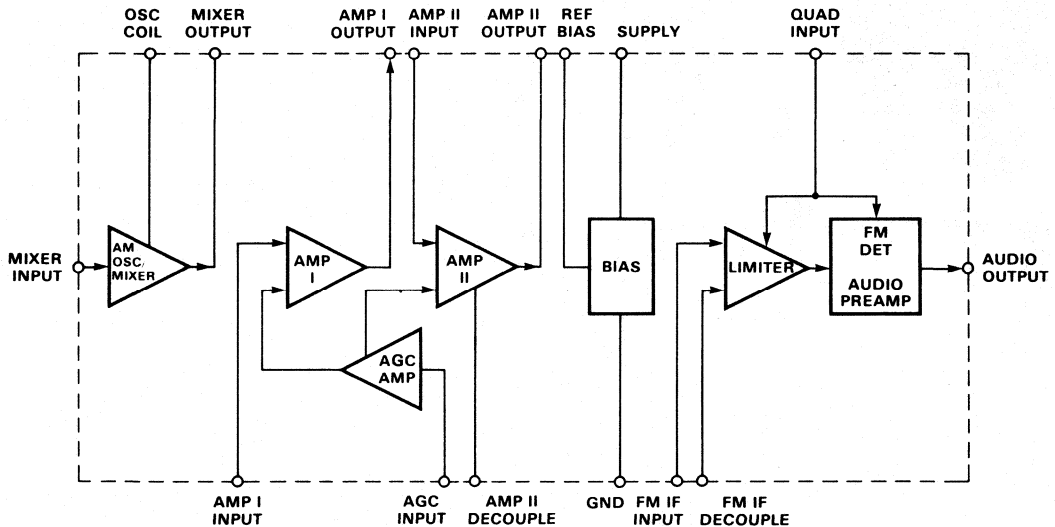 OSC
COIL
MIXER
OUTPUT
AMP I
OUTPUT
AMP II
INPUT
AMP II
OUTPUT
REF
BIAS
SUPPLY
QUAD
INPUT
MIXER
INPUT
AM
OSC/
MIXER
AMP
I
AMP
II
AGC
AMP
BIAS
LIMITER
FM
DET
AUDIO
PREAMP
AUDIO
OUTPUT
AMP I
INPUT
AGC
INPUT
AMP II
DECOUPLE
GND
FM IF
INPUT
FM IF
DECOUPLE